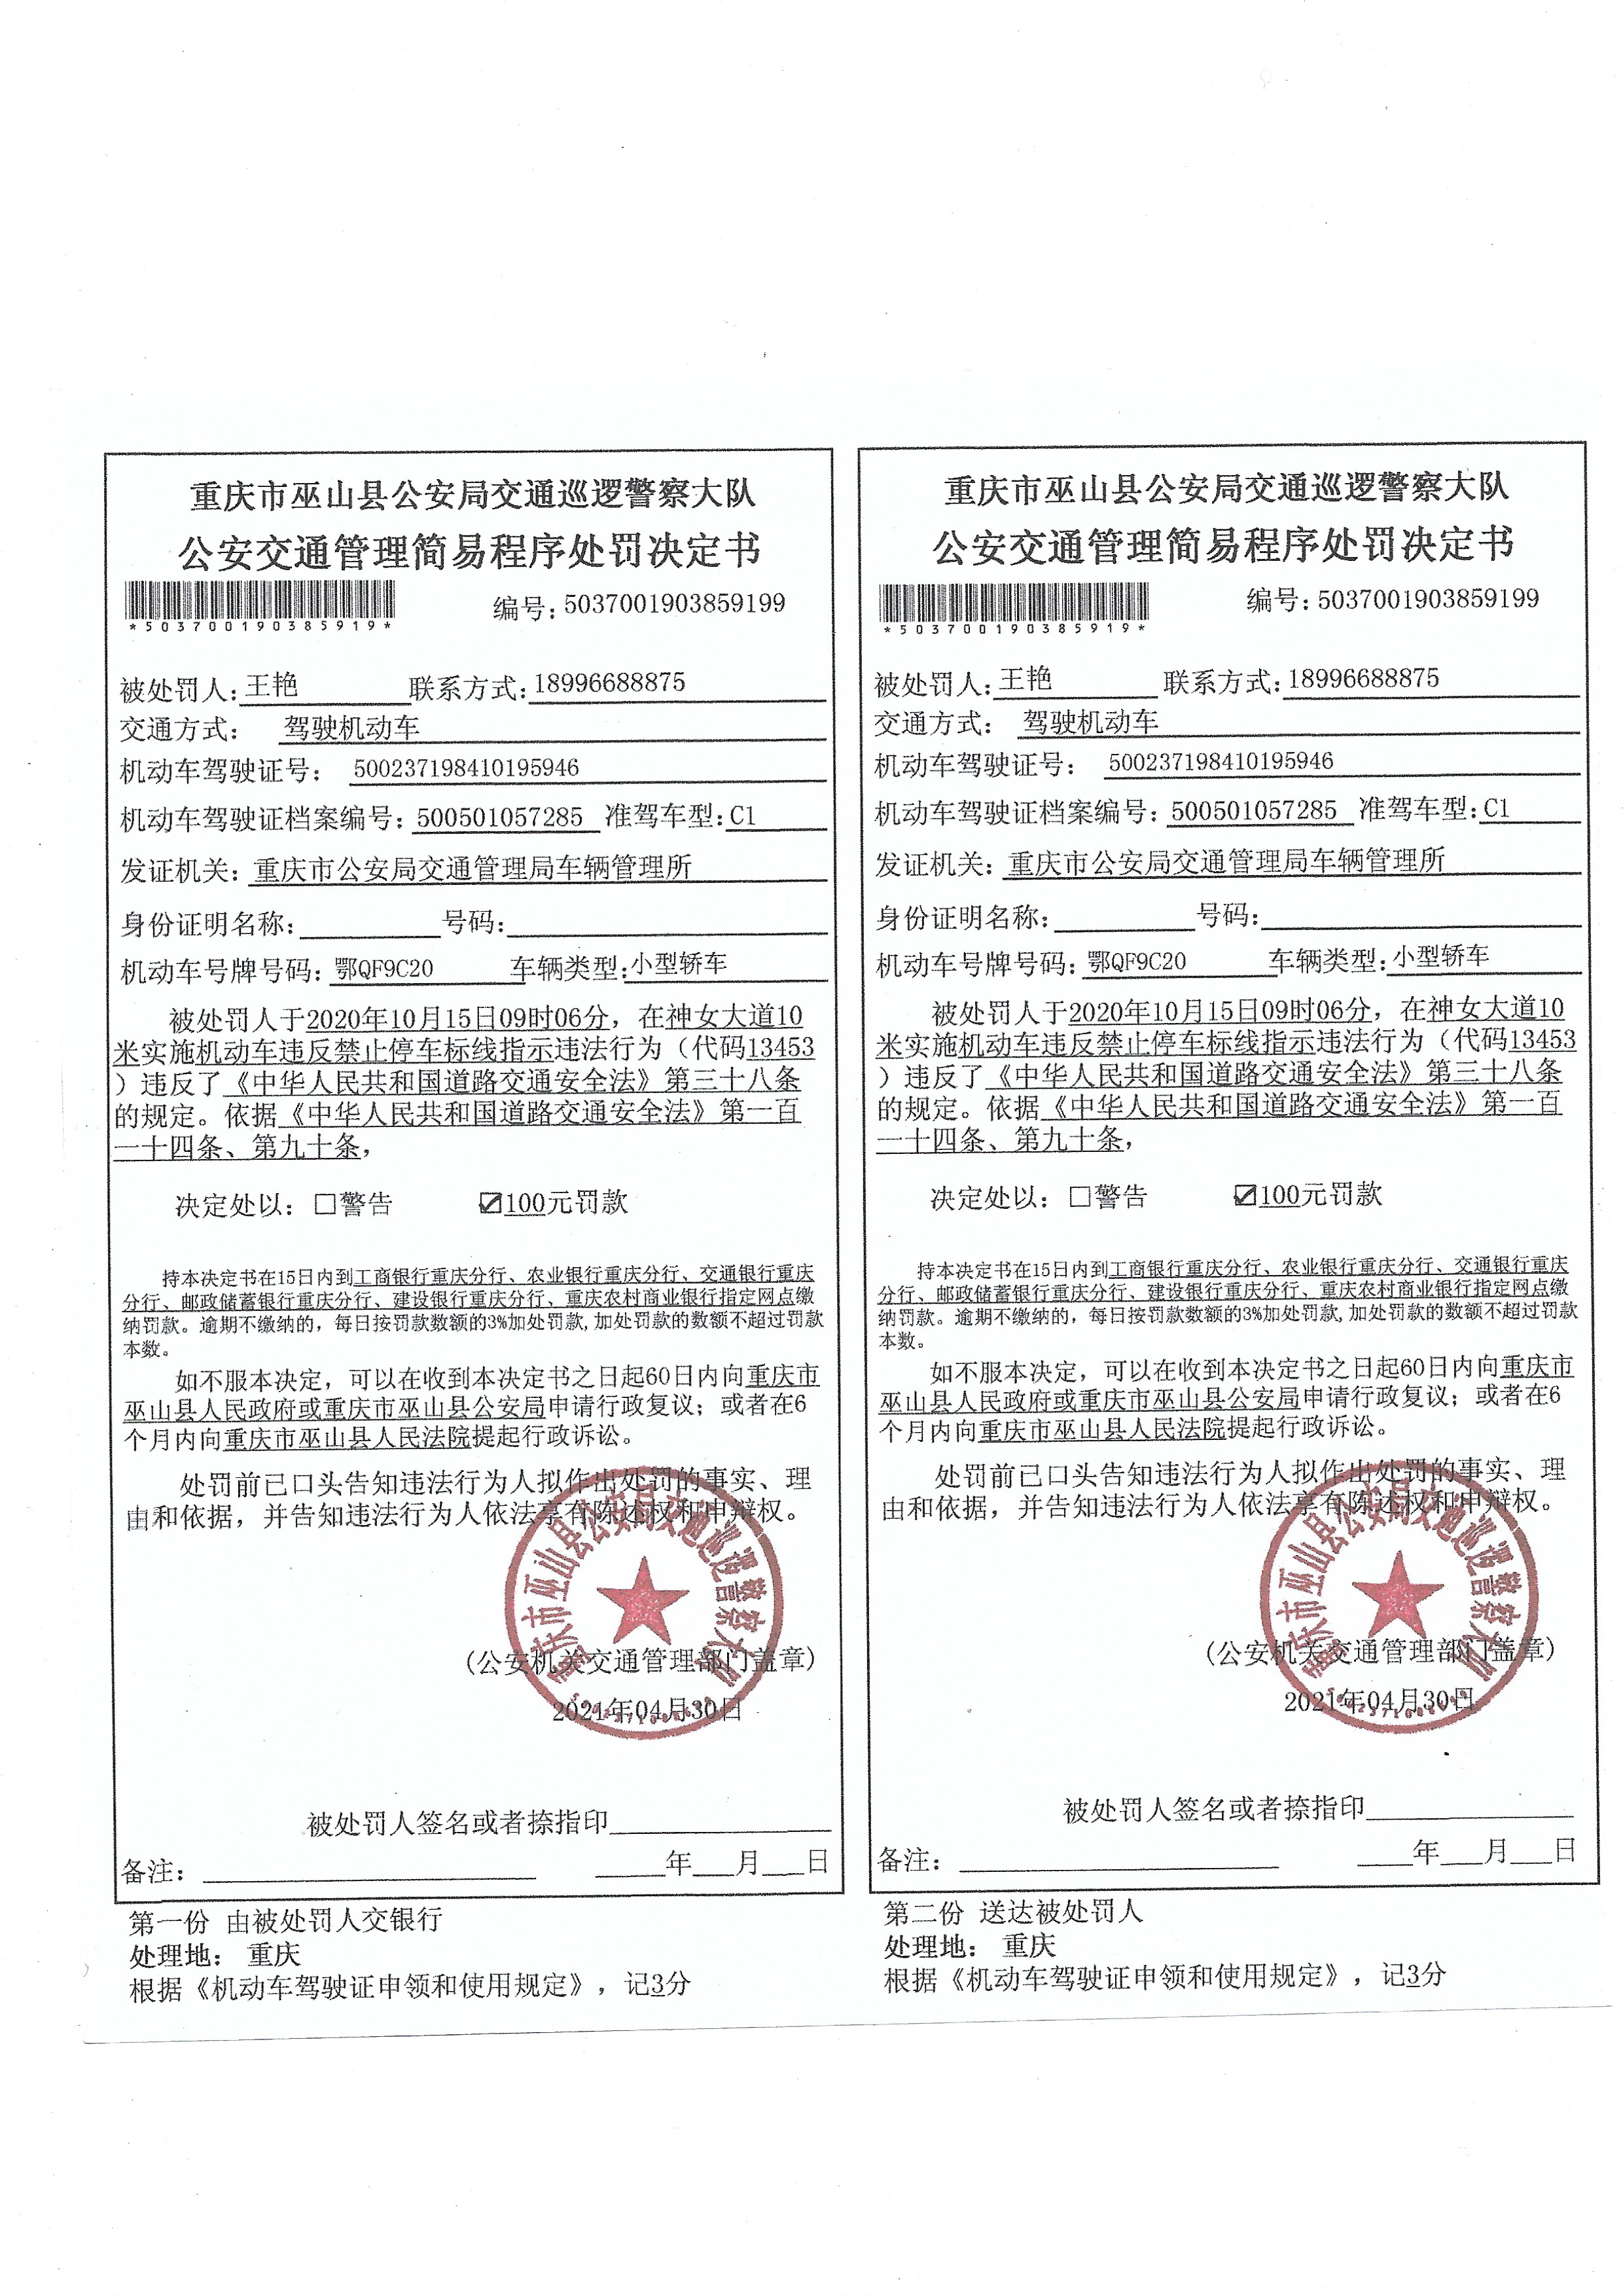 重庆市巫山县公安局交通巡逻警察大队
公安交通管理简易程序处罚决定书
编号:5037001903859199
*503700190385919*
被处罚人:王艳 联系方式:18996688875
交通方式: 驾驶机动车
机动车驾驶证号: 500237198410195946
机动车驾驶证档案编号:500501057285 准驾车型:C1
发证机关:重庆市公安局交通管理局车辆管理所
身份证明名称: 号码:
机动车号牌号码:鄂QF9C20 车辆类型:小型轿车
被处罚人于2020年10月15日09时06分，在神女大道10
米实施机动车违反禁止停车标线指示违法行为（代码13453
）违反了《中华人民共和国道路交通安全法》第三十八条
的规定。依据《中华人民共和国道路交通安全法》第一百
一十四条、第九十条，
决定处以: □警告 ☑100元罚款
持本决定书在15日内到工商银行重庆分行、农业银行重庆分行、交通银行重庆
分行、邮政储蓄银行重庆分行、建设银行重庆分行、重庆农村商业银行指定网点缴
纳罚款。逾期不缴纳的，每日按罚款数额的3%加处罚款,加处罚款的数额不超过罚款
本数。
如不服本决定，可以在收到本决定书之日起60日内向重庆市
巫山县人民政府或重庆市巫山县公安局申请行政复议；或者在6
个月内向重庆市巫山县人民法院提起行政诉讼。
处罚前已口头告知违法行为人拟作出处罚的事实、理
由和依据，并告知违法行为人依法享有陈述权和申辩权。
重庆市巫山县公安局交通巡逻警察大队
(公安机关交通管理部门盖章)
2021年04月30日
被处罚人签名或者捺指印
备注: 年 月 日
第一份 由被处罚人交银行
处理地: 重庆
根据《机动车驾驶证申领和使用规定》，记3分
重庆市巫山县公安局交通巡逻警察大队
公安交通管理简易程序处罚决定书
编号:5037001903859199
*503700190385919*
被处罚人:王艳 联系方式:18996688875
交通方式: 驾驶机动车
机动车驾驶证号: 500237198410195946
机动车驾驶证档案编号:500501057285 准驾车型:C1
发证机关:重庆市公安局交通管理局车辆管理所
身份证明名称: 号码:
机动车号牌号码:鄂QF9C20 车辆类型:小型轿车
被处罚人于2020年10月15日09时06分，在神女大道10
米实施机动车违反禁止停车标线指示违法行为（代码13453
）违反了《中华人民共和国道路交通安全法》第三十八条
的规定。依据《中华人民共和国道路交通安全法》第一百
一十四条、第九十条，
决定处以: □警告 ☑100元罚款
持本决定书在15日内到工商银行重庆分行、农业银行重庆分行、交通银行重庆
分行、邮政储蓄银行重庆分行、建设银行重庆分行、重庆农村商业银行指定网点缴
纳罚款。逾期不缴纳的，每日按罚款数额的3%加处罚款,加处罚款的数额不超过罚款
本数。
如不服本决定，可以在收到本决定书之日起60日内向重庆市
巫山县人民政府或重庆市巫山县公安局申请行政复议；或者在6
个月内向重庆市巫山县人民法院提起行政诉讼。
处罚前已口头告知违法行为人拟作出处罚的事实、理
由和依据，并告知违法行为人依法享有陈述权和申辩权。
重庆市巫山县公安局交通巡逻警察大队
(公安机关交通管理部门盖章)
2021年04月30日
被处罚人签名或者捺指印
备注: 年 月 日
第二份 送达被处罚人
处理地: 重庆
根据《机动车驾驶证申领和使用规定》，记3分